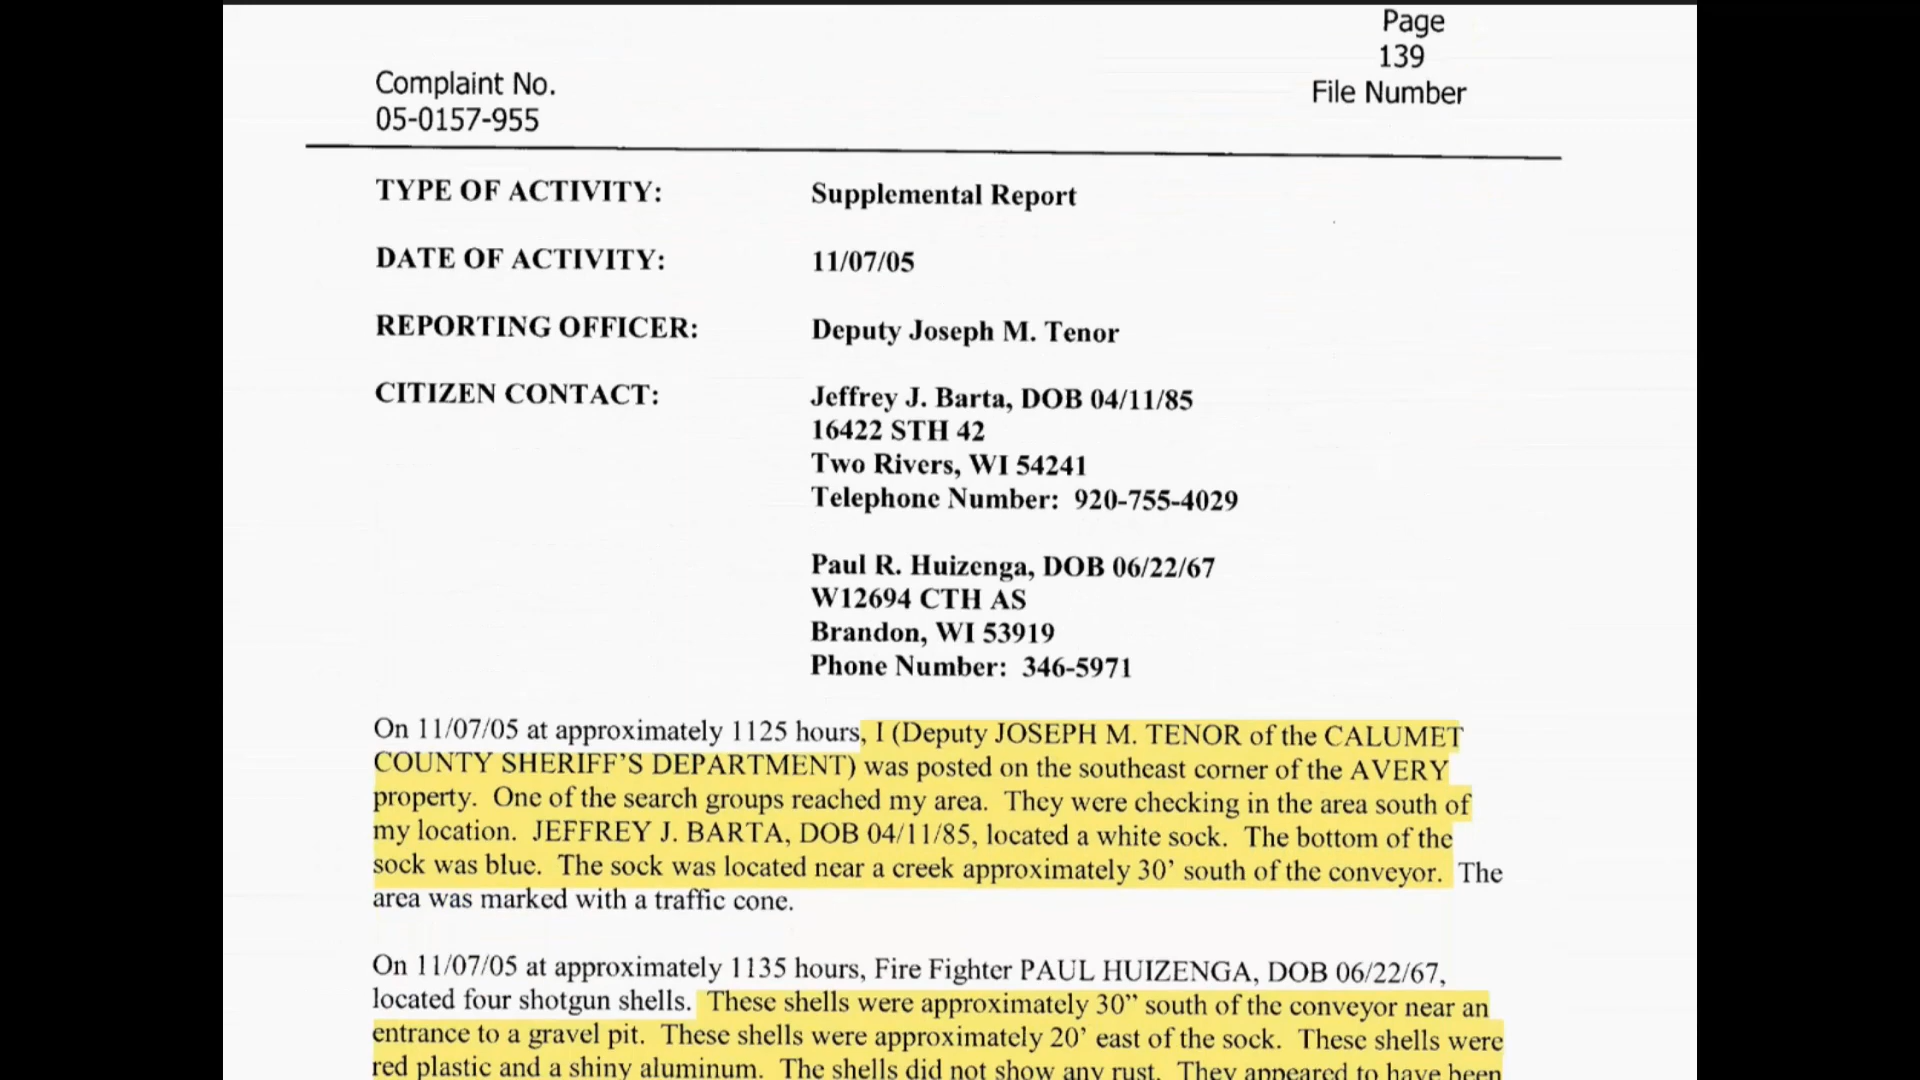 Page
139
File Number
Complaint No.
05-0157-955
TYPE OF ACTIVITY: Supplemental Report
DATE OF ACTIVITY: 11/07/05
REPORTING OFFICER: Deputy Joseph M. Tenor
CITIZEN CONTACT: Jeffrey J. Barta, DOB 04/11/85
16422 STH 42
Two Rivers, WI 54241
Telephone Number: 920-755-4029
Paul R. Huizenga, DOB 06/22/67
W12694 CTH AS
Brandon, WI 53919
Phone Number: 346-5971
On 11/07/05 at approximately 1125 hours, I (Deputy JOSEPH M. TENOR of the CALUMET
COUNTY SHERIFF'S DEPARTMENT) was posted on the southeast corner of the AVERY
property. One of the search groups reached my area. They were checking in the area south of
my location. JEFFREY J. BARTA, DOB 04/11/85, located a white sock. The bottom of the
sock was blue. The sock was located near a creek approximately 30' south of the conveyor. The
area was marked with a traffic cone.
On 11/07/05 at approximately 1135 hours, Fire Fighter PAUL HUIZENGA, DOB 06/22/67,
located four shotgun shells. These shells were approximately 30" south of the conveyor near an
entrance to a gravel pit. These shells were approximately 20' east of the sock. These shells were
red plastic and a shiny aluminum. The shells did not show any rust. They appeared to have been